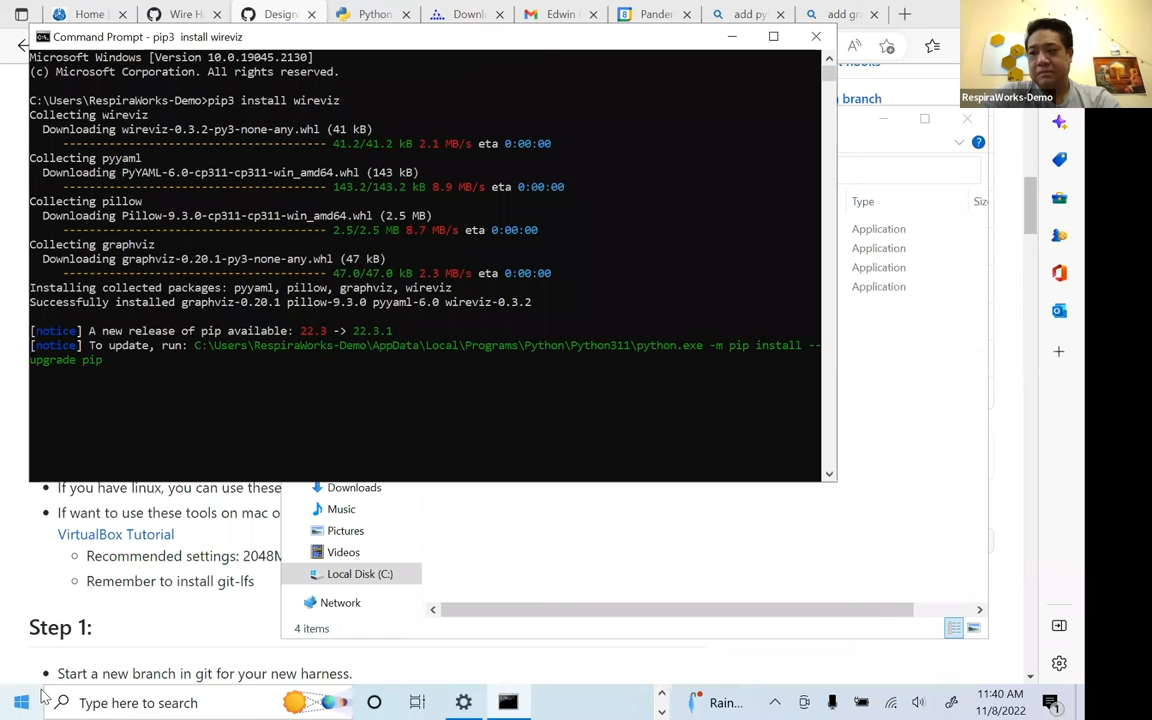 Home
Wire H
Design
Python
Downl
Edwin
Pander
add py
add gr
Command Prompt - pip3  install wireviz
Microsoft Windows [Version 10.0.19045.2130]
(c) Microsoft Corporation. All rights reserved.
C:\Users\RespiraWorks-Demo>pip3 install wireviz
Collecting wireviz
Downloading wireviz-0.3.2-py3-none-any.whl (41 kB)
---------------------------------------- 41.2/41.2 kB 2.1 MB/s eta 0:00:00
Collecting pyyaml
Downloading PyYAML-6.0-cp311-cp311-win_amd64.whl (143 kB)
---------------------------------------- 143.2/143.2 kB 8.9 MB/s eta 0:00:00
Collecting pillow
Downloading Pillow-9.3.0-cp311-cp311-win_amd64.whl (2.5 MB)
---------------------------------------- 2.5/2.5 MB 8.7 MB/s eta 0:00:00
Collecting graphviz
Downloading graphviz-0.20.1-py3-none-any.whl (47 kB)
---------------------------------------- 47.0/47.0 kB 2.3 MB/s eta 0:00:00
Installing collected packages: pyyaml, pillow, graphviz, wireviz
Successfully installed graphviz-0.20.1 pillow-9.3.0 pyyaml-6.0 wireviz-0.3.2
[notice] A new release of pip available: 22.3 -> 22.3.1
[notice] To update, run: C:\Users\RespiraWorks-Demo\AppData\Local\Programs\Python\Python311\python.exe -m pip install --
upgrade pip
RespiraWorks-Demo
branch
Type
Siz
Application
Application
Application
Application
Downloads
Music
Pictures
Videos
Local Disk (C:)
Network
4 items
If you have linux, you can use these
If want to use these tools on mac o
VirtualBox Tutorial
Recommended settings: 2048M
Remember to install git-lfs
Step 1:
Start a new branch in git for your new harness.
Type here to search
Rain...
11:40 AM
11/8/2022
1